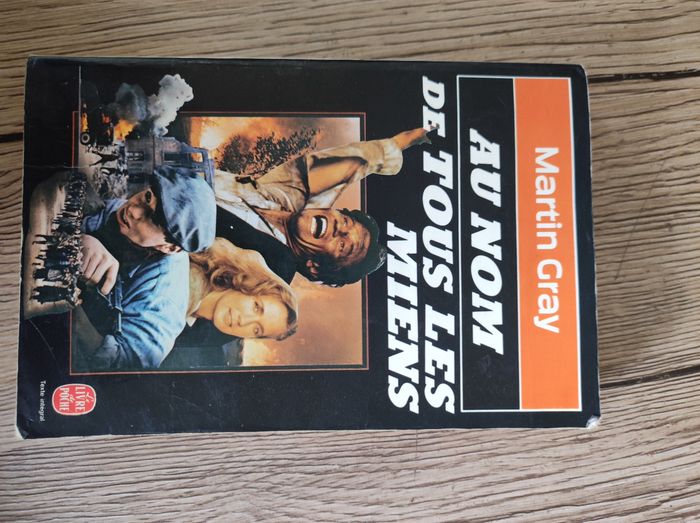 Martin Gray
AU NOM
DE TOUS LES
MIENS
Le
LIVRE
de
POCHE
Texte intégral